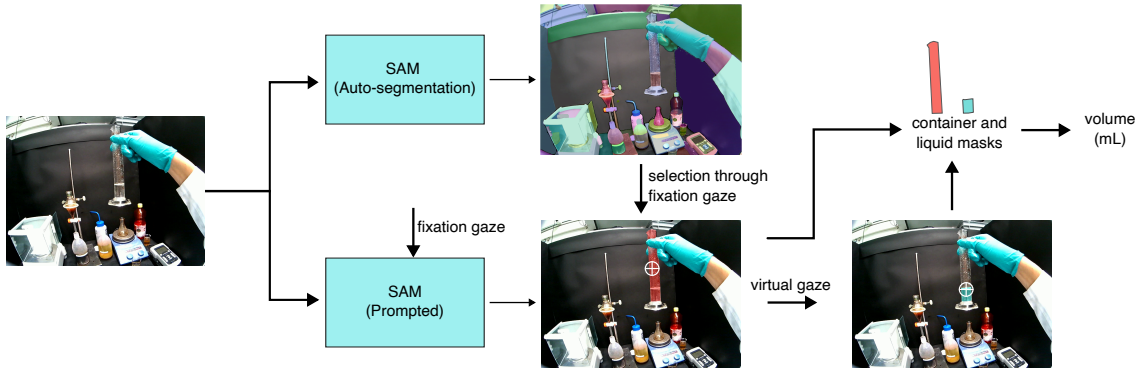 SAM
(Auto-segmentation)
selection through
fixation gaze
fixation gaze
SAM
(Prompted)
virtual gaze
container and
liquid masks
volume
(mL)